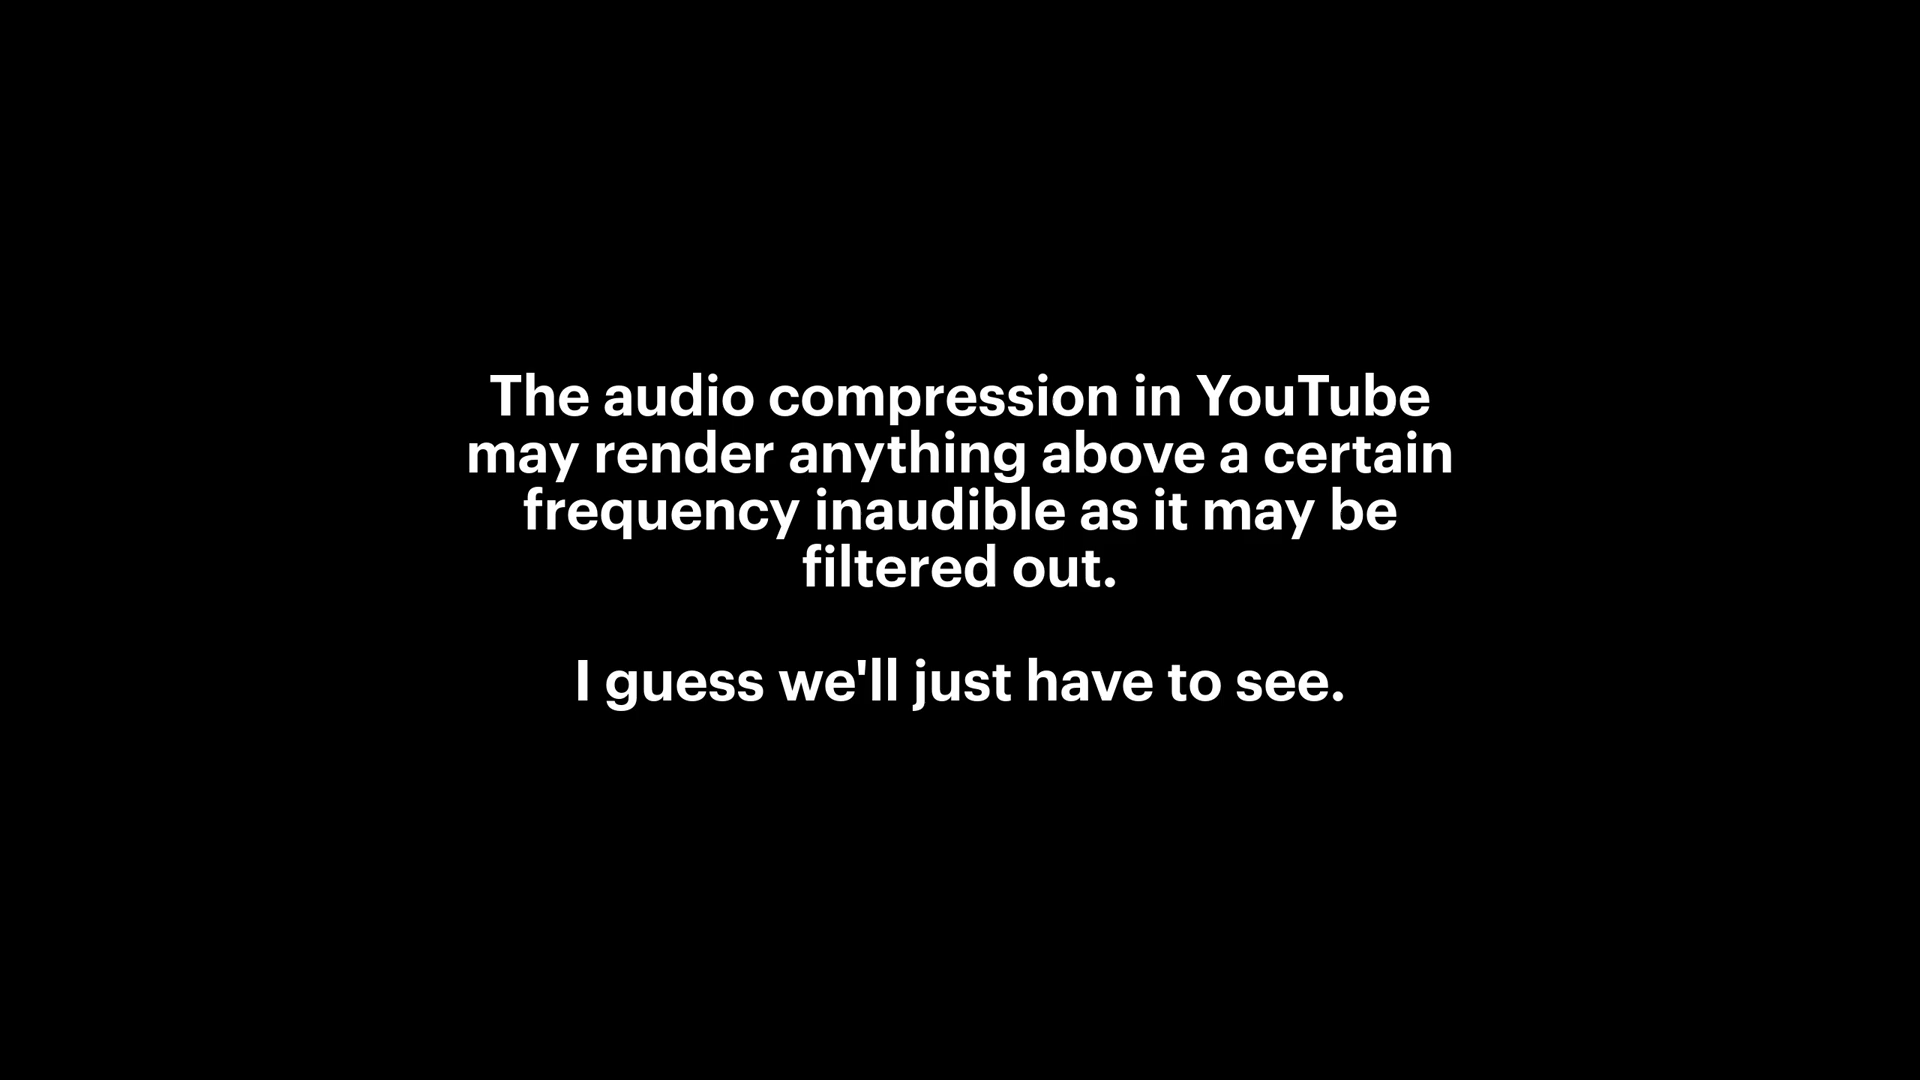 The audio compression in YouTube
may render anything above a certain
frequency inaudible as it may be
filtered out.
I guess we'll just have to see.